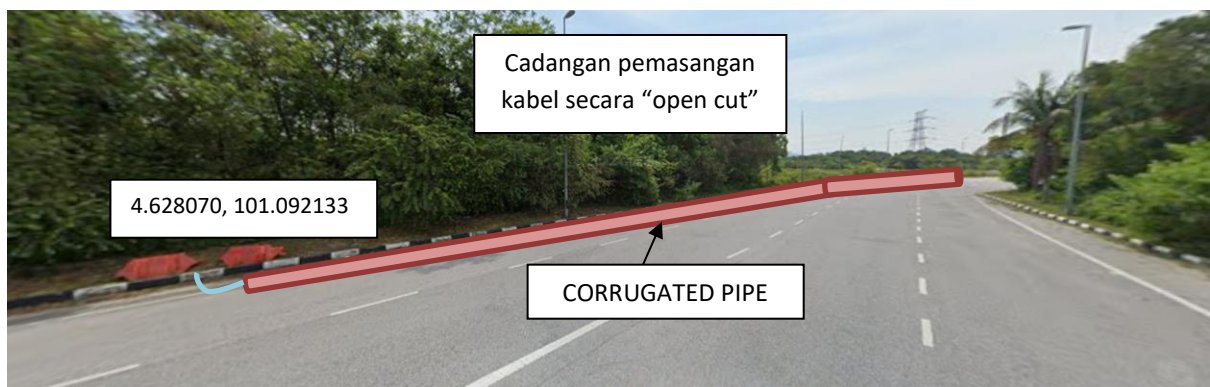 Cadangan pemasangan
kabel secara “open cut”
4.628070, 101.092133
CORRUGATED PIPE